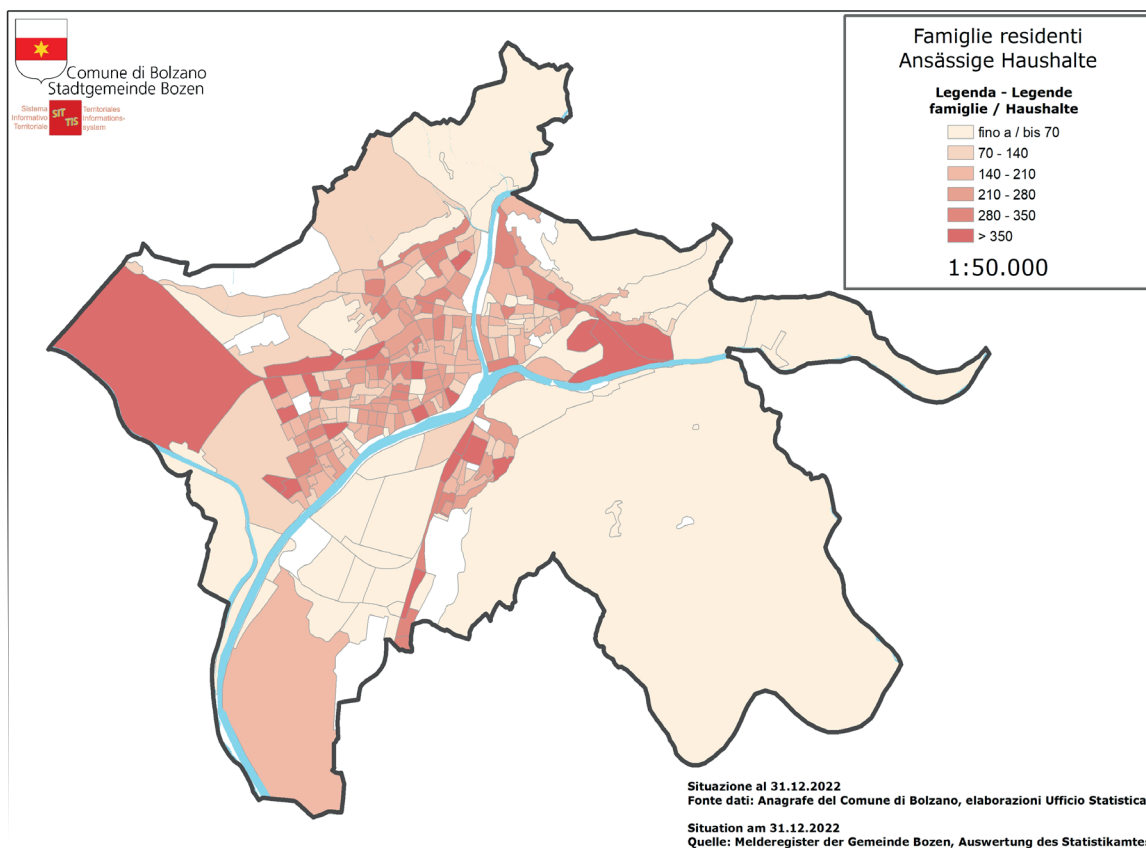 Comune di Bolzano
Stadtgemeinde Bozen
Sistema
Informativo
Territoriale
SIT
TIS
Territoriales
Informations-
system
Famiglie residenti
Ansässige Haushalte
Legenda - Legende
famiglie / Haushalte
fino a / bis 70
70 - 140
140 - 210
210 - 280
280 - 350
> 350
1:50.000
Situazione al 31.12.2022
Fonte dati: Anagrafe del Comune di Bolzano, elaborazioni Ufficio Statistica
Situation am 31.12.2022
Quelle: Melderegister der Gemeinde Bozen, Auswertung des Statistikamtes